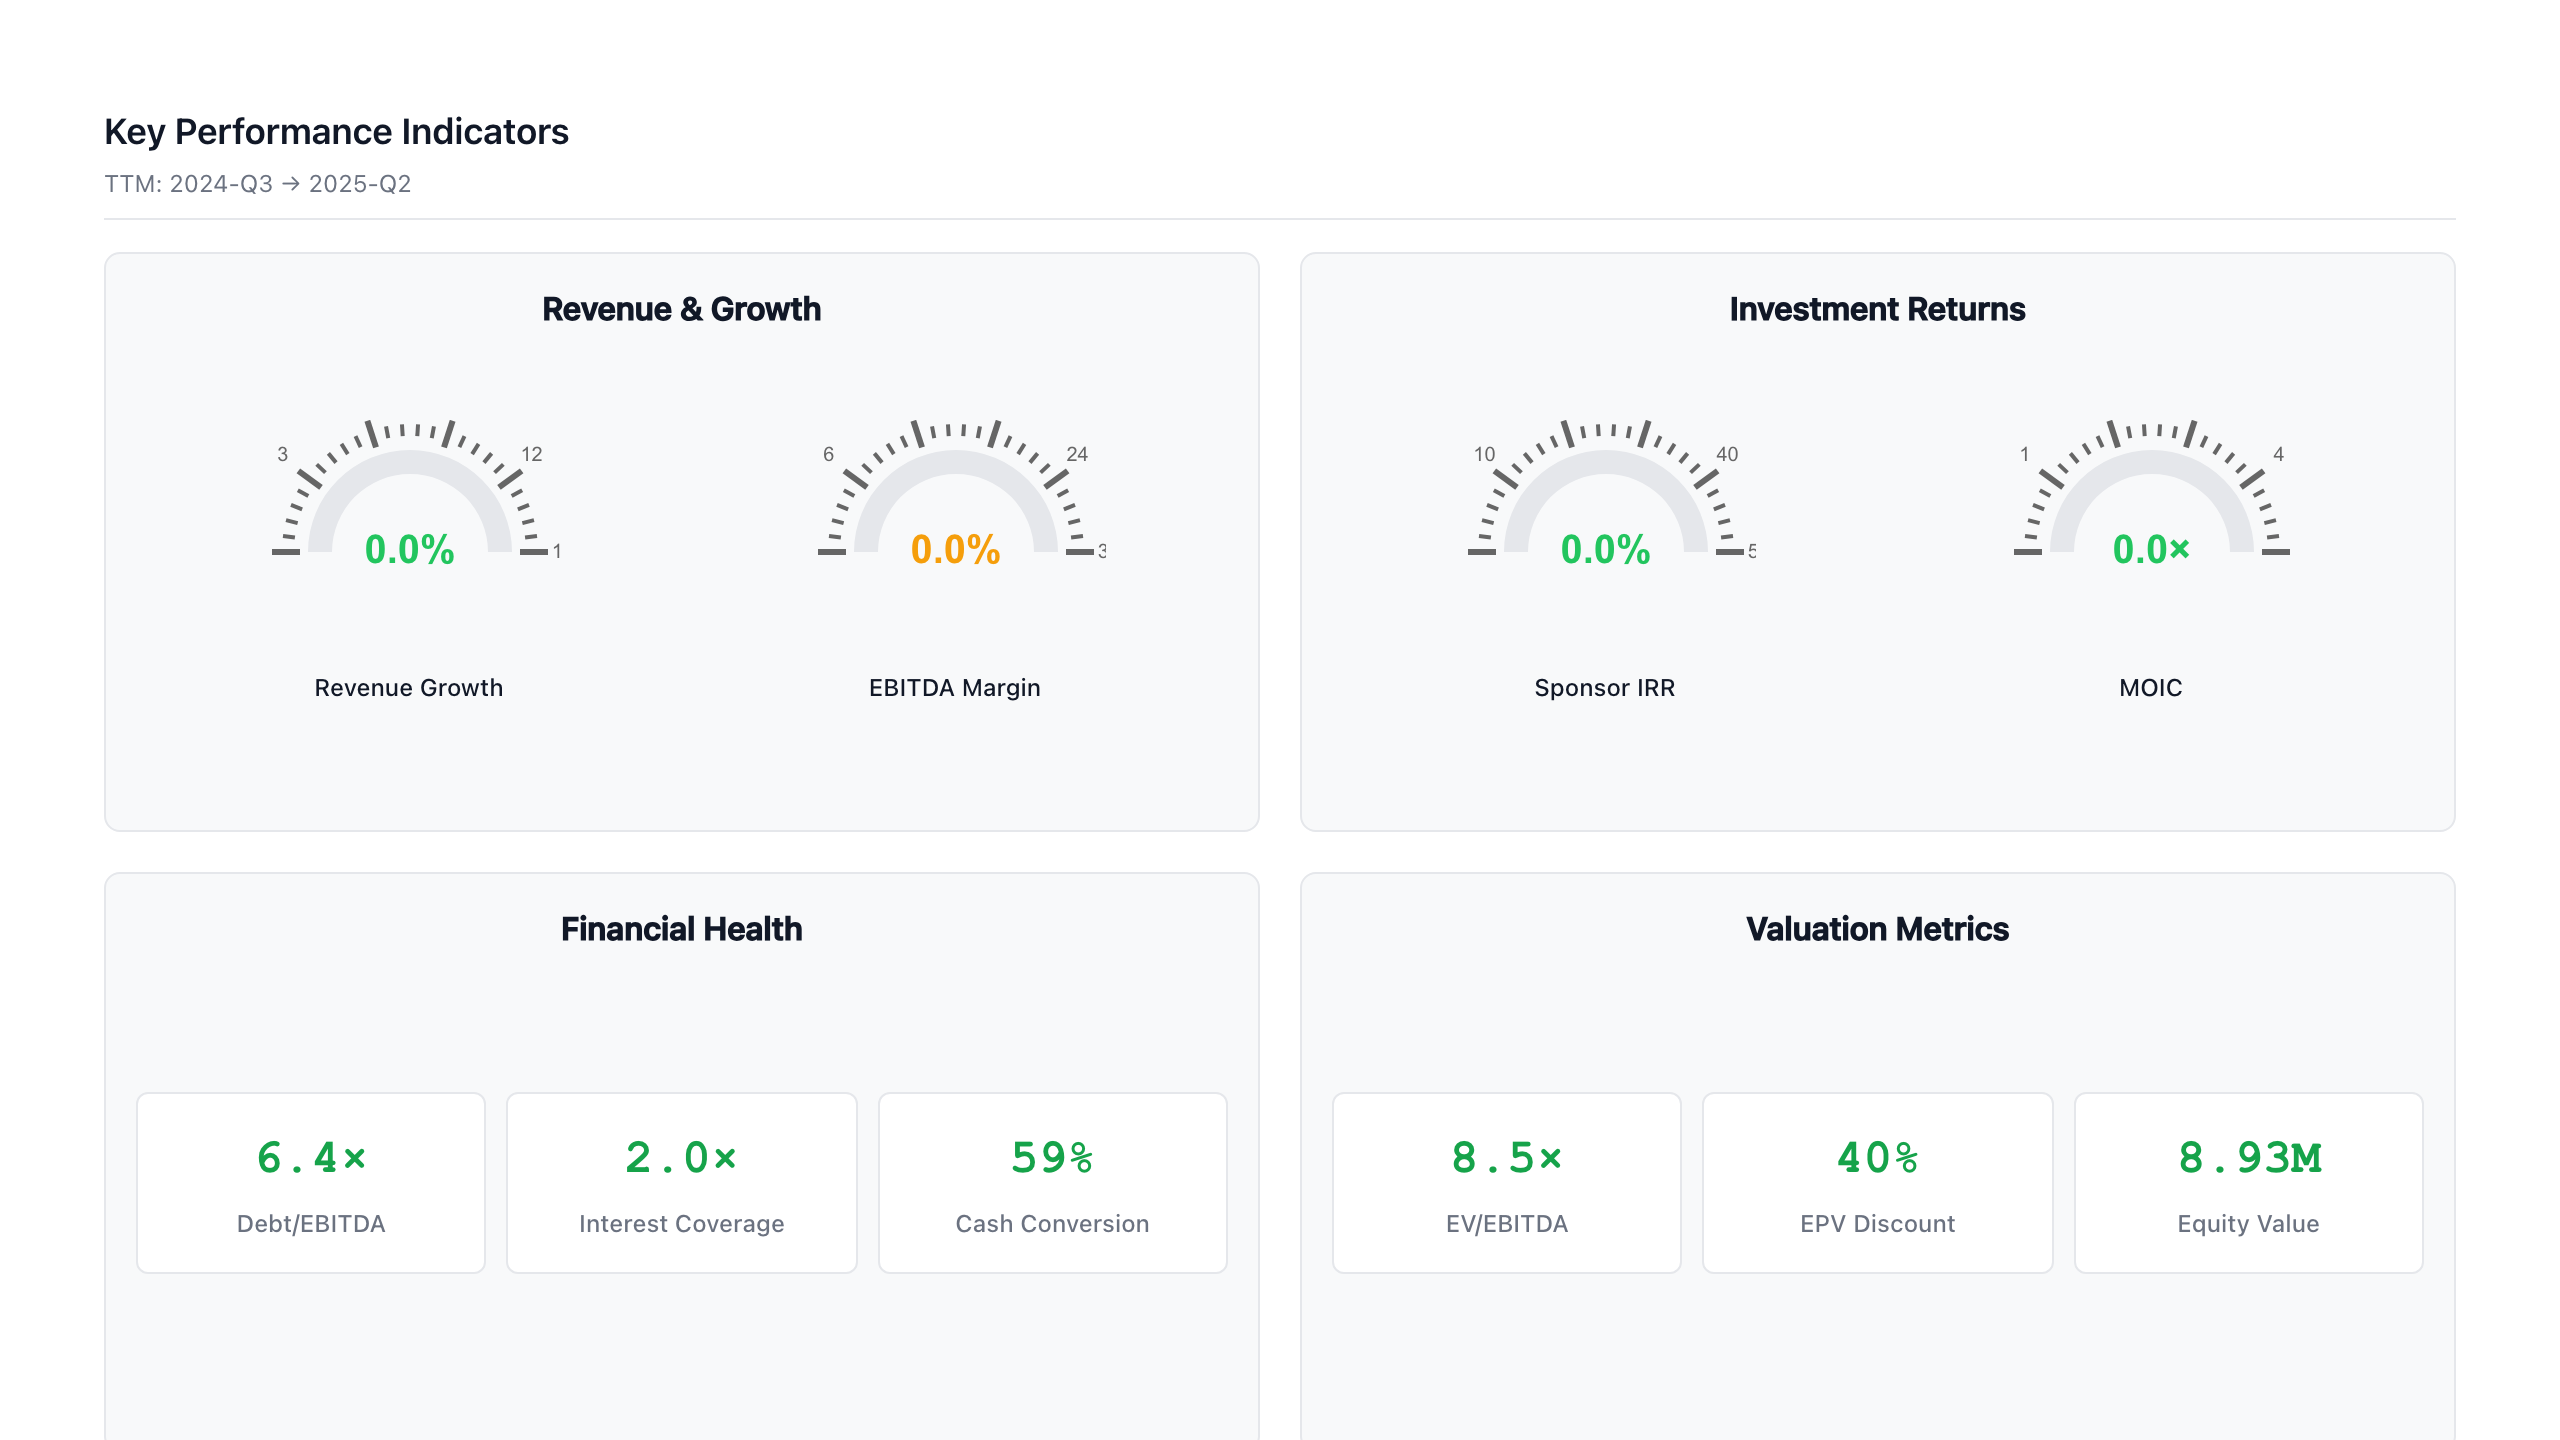 Key Performance Indicators
TTM: 2024-Q3 → 2025-Q2
Revenue & Growth
3
12
1
0.0%
Revenue Growth
6
24
3
0.0%
EBITDA Margin
Investment Returns
10
40
5
0.0%
Sponsor IRR
1
4
0.0×
MOIC
Financial Health
6.4×
Debt/EBITDA
2.0×
Interest Coverage
59%
Cash Conversion
Valuation Metrics
8.5×
EV/EBITDA
40%
EPV Discount
8.93M
Equity Value